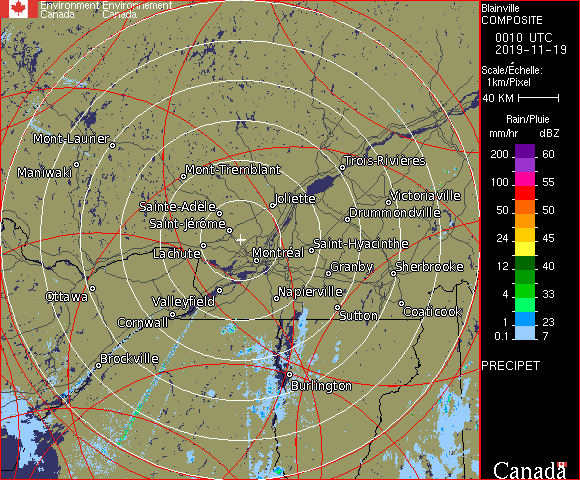 Environment Environnement
Canada Canada
Blainville
COMPOSITE
0010 UTC
2019-11-19
Scale/Échelle:
1km/Pixel
40 KM
Rain/Pluie
mm/hr dBZ
200 60
100 55
50 50
24 45
12 40
4 33
1 23
0.1 7
PRECIPET
Mont-Laurier
Maniwaki
Mont-Tremblant
Trois-Rivières
Joliette
Victoriaville
Sainte-Adèle
Drummondville
Saint-Jérôme
Lachute
Montréal
Saint-Hyacinthe
Granby
Sherbrooke
Ottawa
Valleyfield
Napierville
Cornwall
Sutton
Coaticook
Brockville
Burlington
Canada